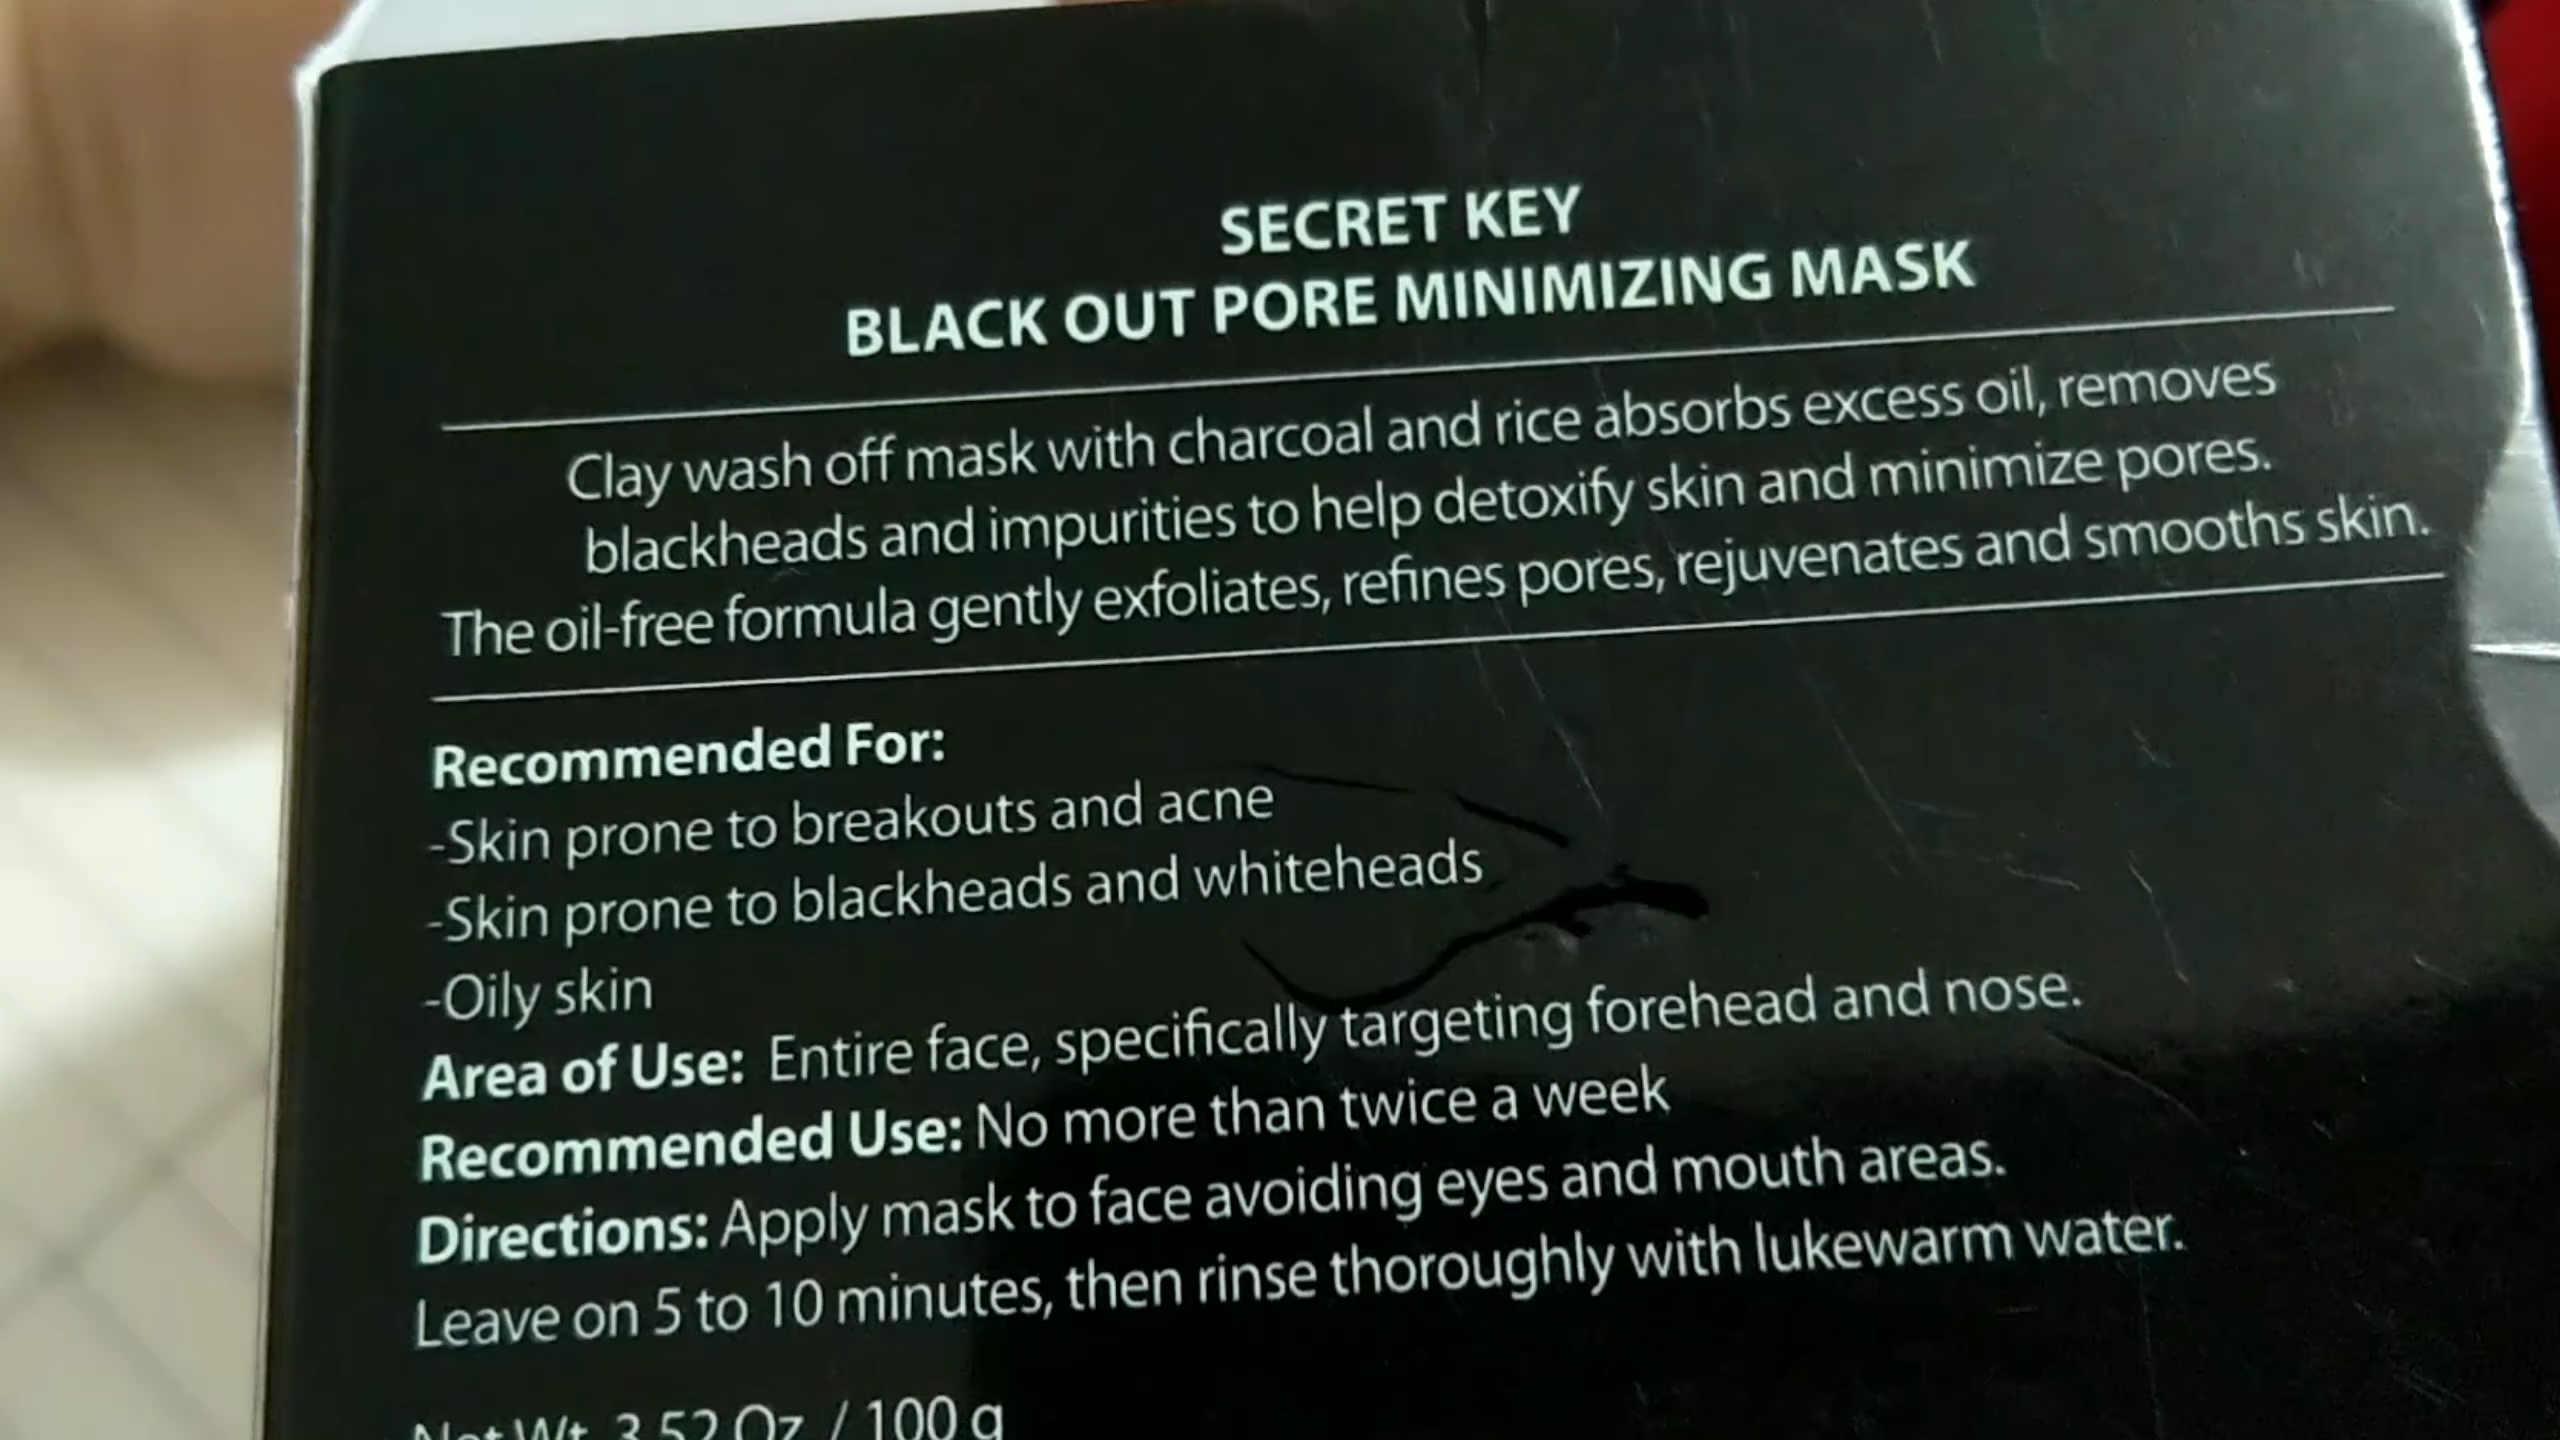 SECRET KEY
BLACK OUT PORE MINIMIZING MASK
Clay wash off mask with charcoal and rice absorbs excess oil, removes
blackheads and impurities to help detoxify skin and minimize pores.
The oil-free formula gently exfoliates, refines pores, rejuvenates and smooths skin.
Recommended For:
-Skin prone to breakouts and acne
-Skin prone to blackheads and whiteheads
-Oily skin
Area of Use: Entire face, specifically targeting forehead and nose.
Recommended Use: No more than twice a week
Directions: Apply mask to face avoiding eyes and mouth areas.
Leave on 5 to 10 minutes, then rinse thoroughly with lukewarm water.
Net Wt. 3.52 Oz. / 100 g